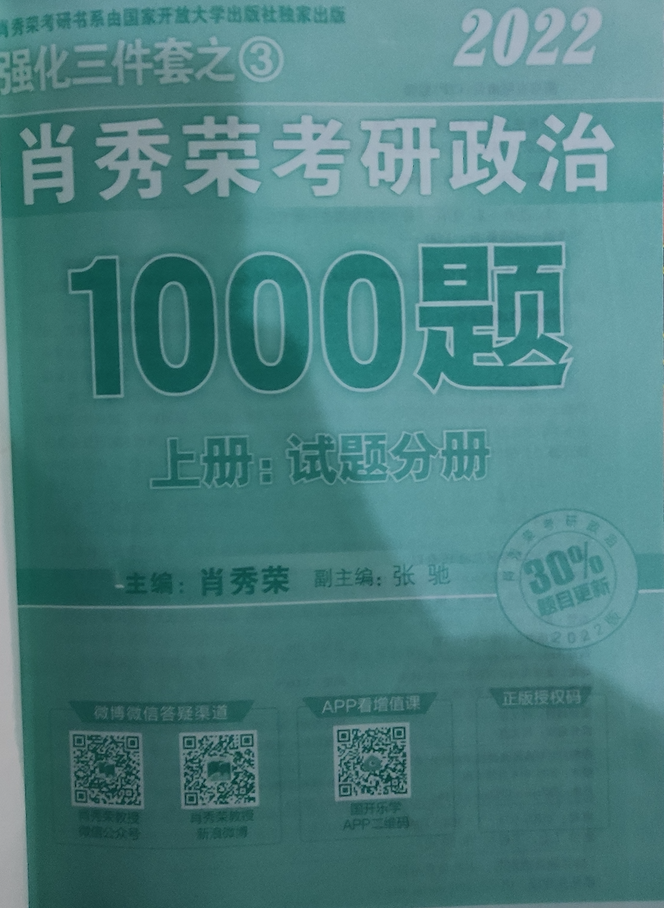 肖秀荣考研书系由国家开放大学出版社独家出版
2022
强化三件套之③
肖秀荣考研政治
1000题
上册：试题分册
主编：肖秀荣 副主编：张驰
肖秀荣考研政治
30%
题目更新
2022版
微博微信答疑渠道
APP看增值课
正版授权码
肖秀荣教授
微信公众号
肖秀荣教授
新浪微博
国开乐学
APP二维码